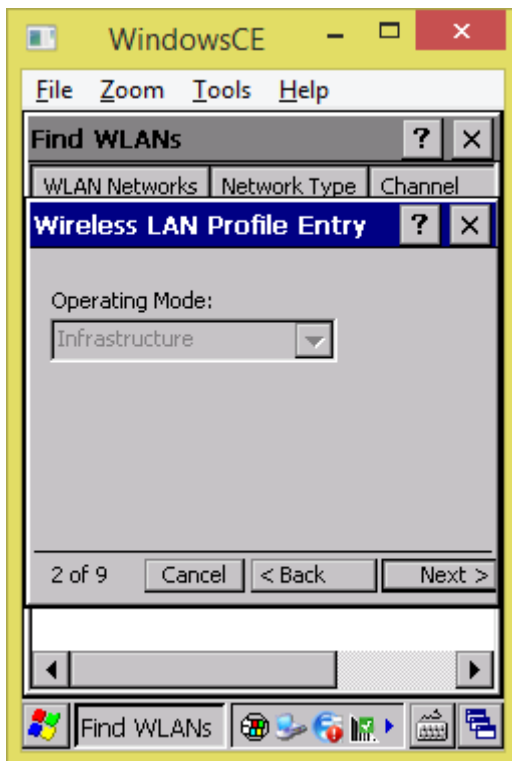 WindowsCE
File Zoom Tools Help
Find WLANs ?
WLAN Networks Network Type Channel
Wireless LAN Profile Entry ?
Operating Mode:
Infrastructure
2 of 9 Cancel < Back Next >
Find WLANs